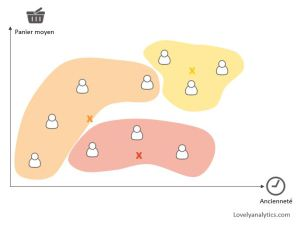 Panier moyen
x
x
x
Ancienneté
Lovelyanalytics.com